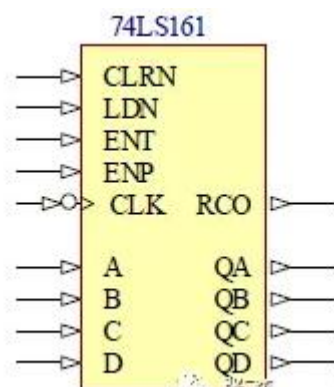 74LS161
CLRN
LDN
ENT
ENP
CLK RCO
A QA
B QB
C QC
D QD